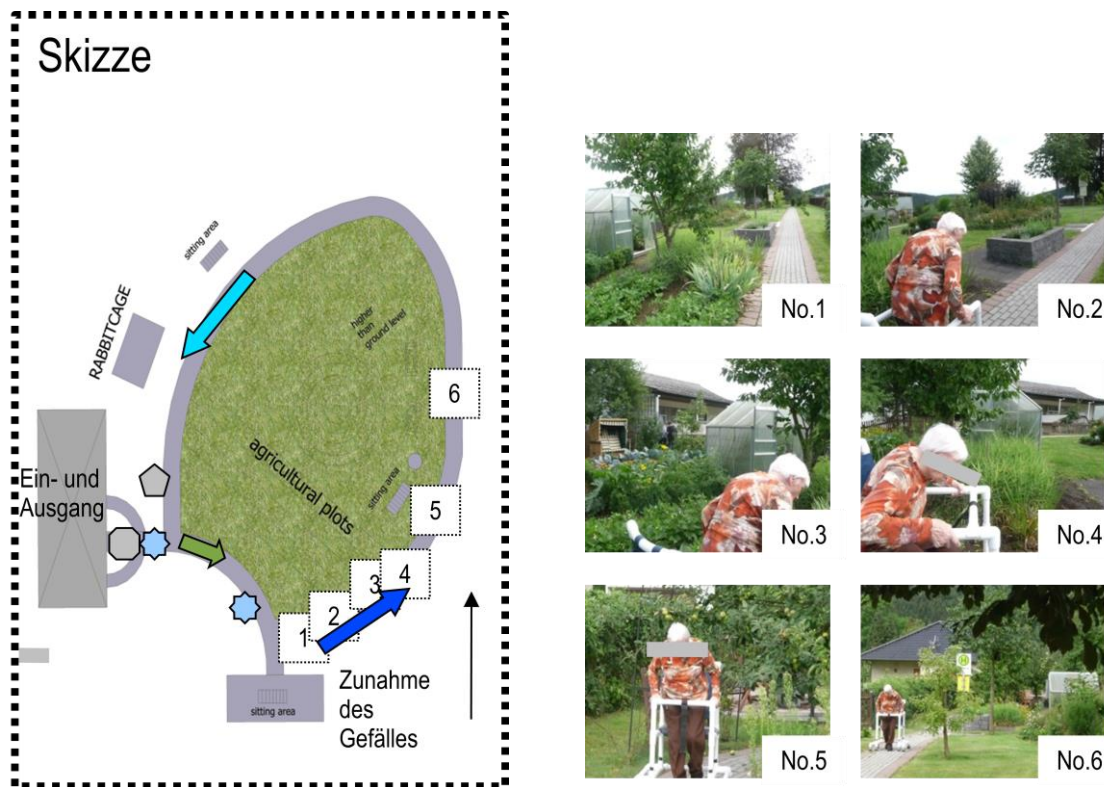 Skizze
sitting area
RABBITCAGE
higher
than
ground level
6
Ein- und
Ausgang
agricultural plots
sitting area
5
4
3
2
1
Zunahme
des
Gefälles
sitting area
No.1
No.2
No.3
No.4
No.5
H
No.6